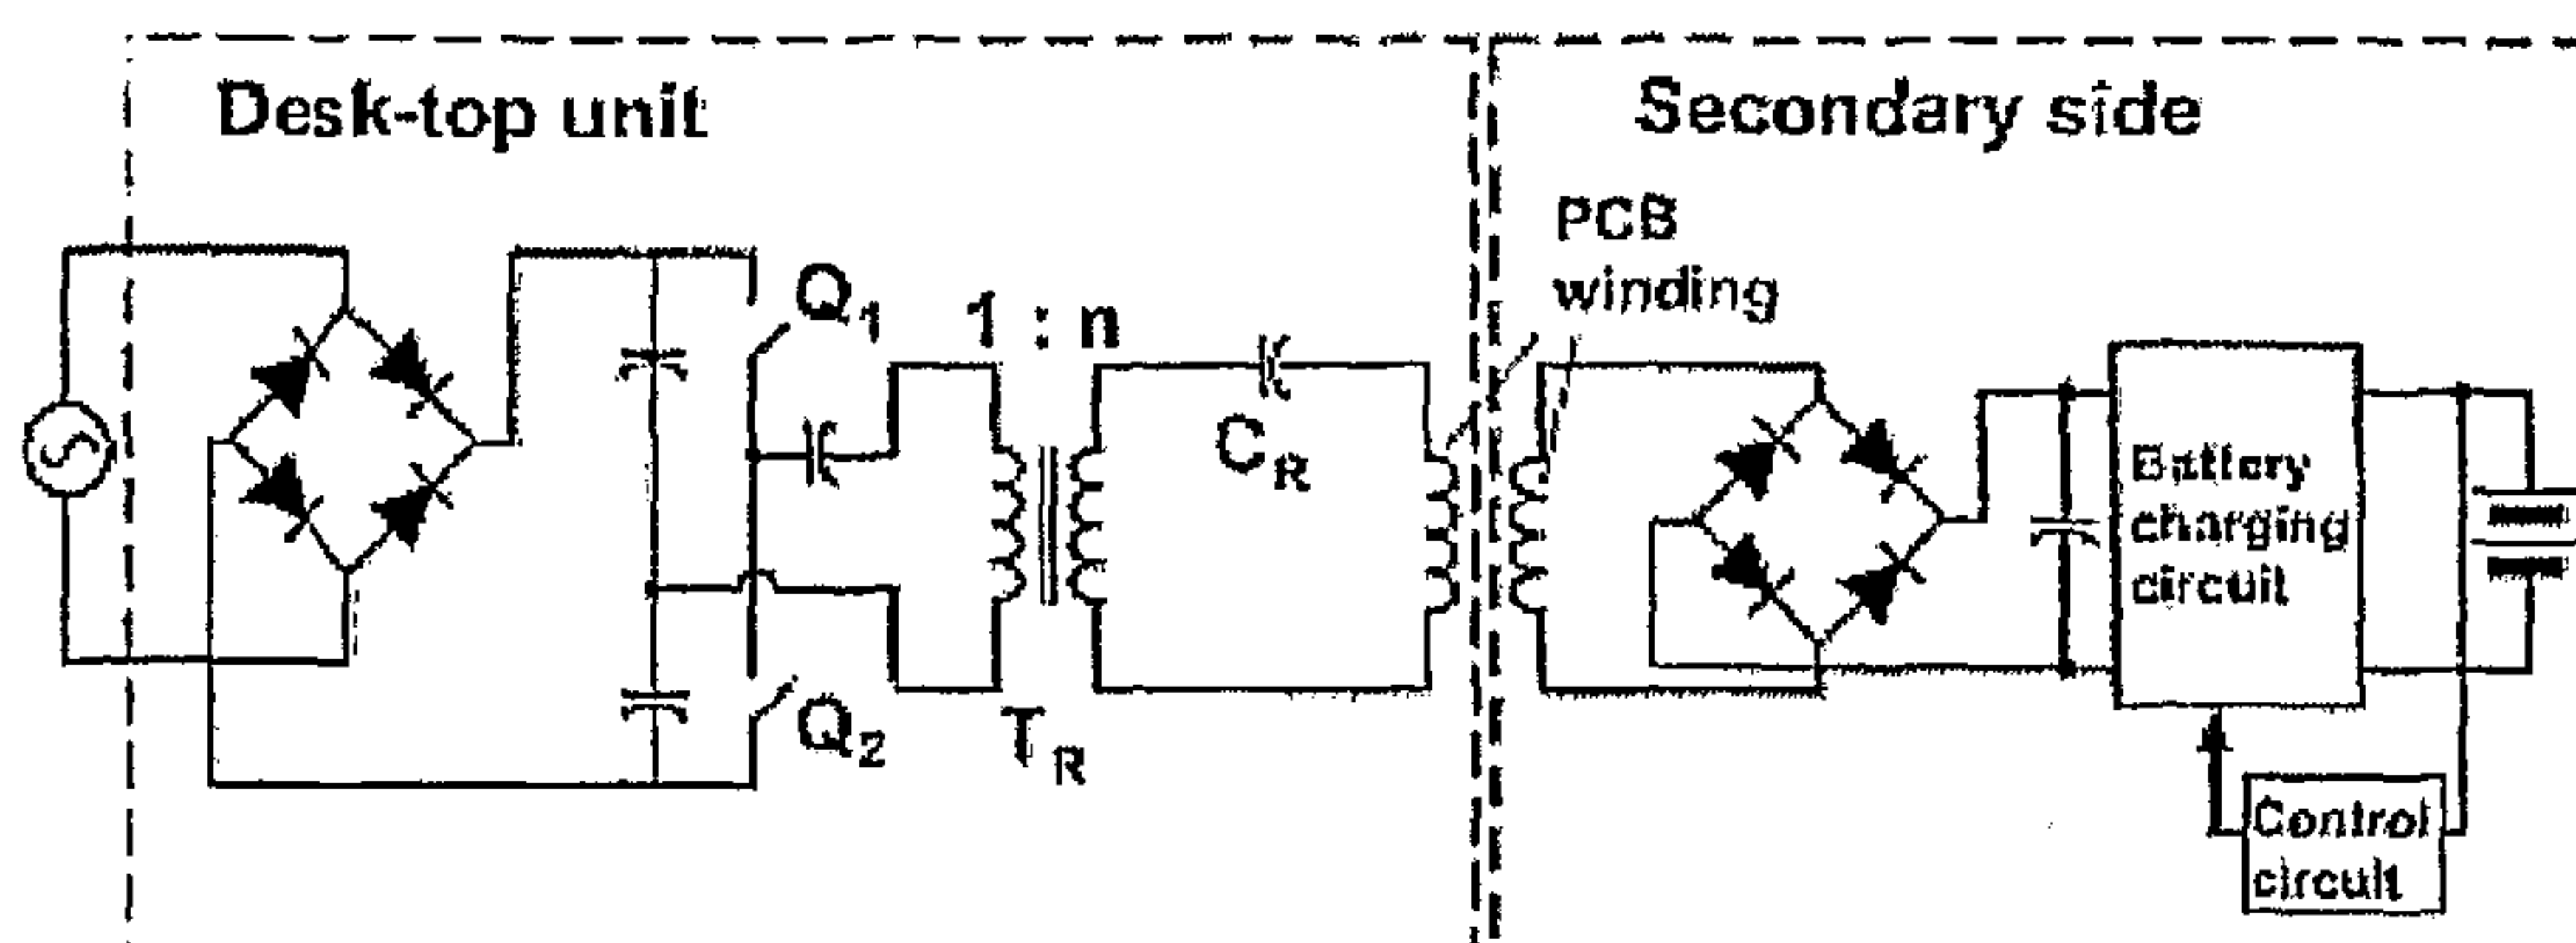 Desk-top unit
Secondary side
PCB
winding
Q1
1 : n
CR
Q2
TR
Battery
charging
circuit
Control
circuit